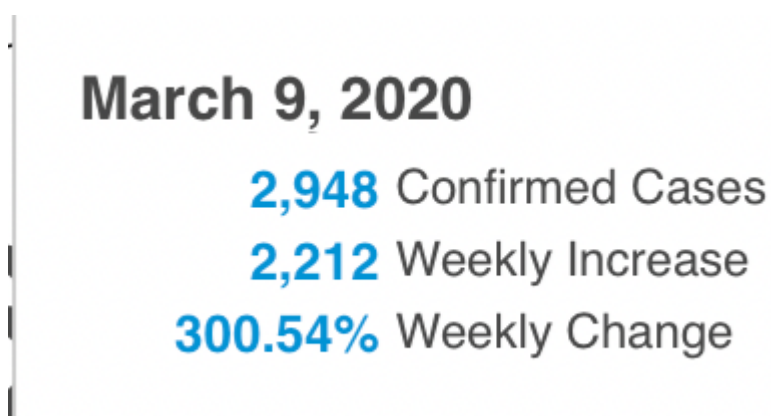 March 9, 2020
2,948 Confirmed Cases
2,212 Weekly Increase
300.54% Weekly Change